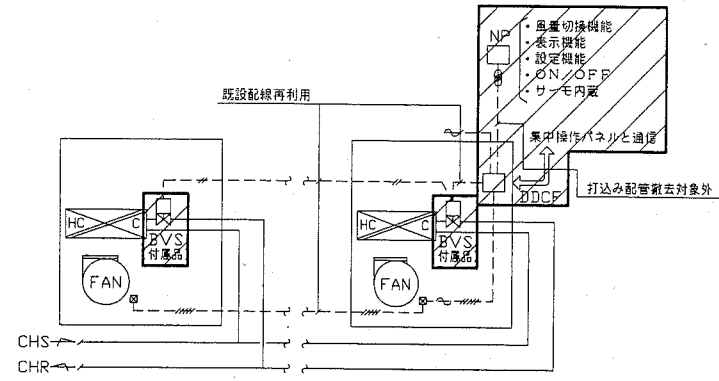 NP
・風量切換機能
・表示機能
・設定機能
・ON/OFF
・サーモ内蔵
既設配線再利用
集中操作パネルと通信
打込み配管撤去対象外
DDCF
HC
C
BVS
付属品
FAN
HC
C
BVS
付属品
FAN
CHS
CHR